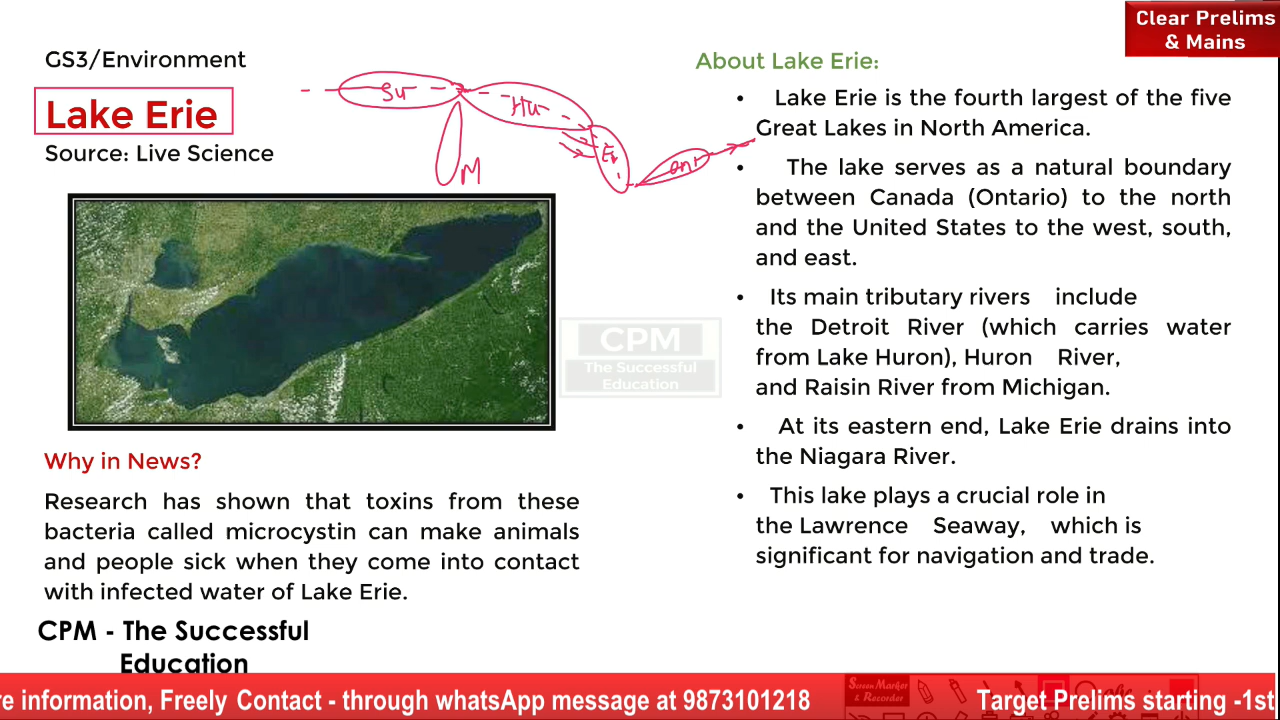 Clear Prelims
& Mains
GS3/Environment
Lake Erie
Source: Live Science
Su
Hu
Er
ont
M
Why in News?
Research has shown that toxins from these
bacteria called microcystin can make animals
and people sick when they come into contact
with infected water of Lake Erie.
CPM - The Successful
Education
CPM
The Successful
Education
About Lake Erie:
• Lake Erie is the fourth largest of the five
Great Lakes in North America.
• The lake serves as a natural boundary
between Canada (Ontario) to the north
and the United States to the west, south,
and east.
• Its main tributary rivers include
the Detroit River (which carries water
from Lake Huron), Huron River,
and Raisin River from Michigan.
• At its eastern end, Lake Erie drains into
the Niagara River.
• This lake plays a crucial role in
the Lawrence Seaway, which is
significant for navigation and trade.
re information, Freely Contact - through whatsApp message at 9873101218
Screen Marker
& Recorder
Target Prelims starting -1st